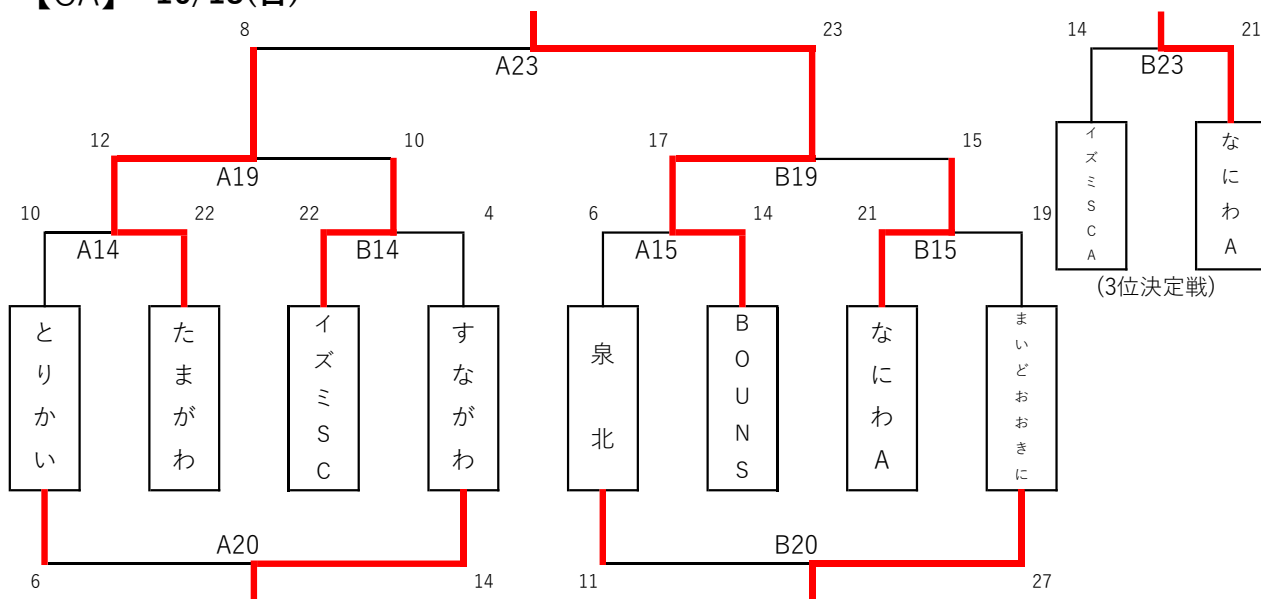 8
23
14
21
A23
B23
12
10
17
15
A19
B19
イズミSCA
なにわA
10
22
22
4
6
14
21
19
A14
B14
A15
B15
(3位決定戦)
とりかい
たまがわ
イズミSC
すながわ
泉北
BOUNS
なにわA
まいどおおきに
A20
B20
6
14
11
27